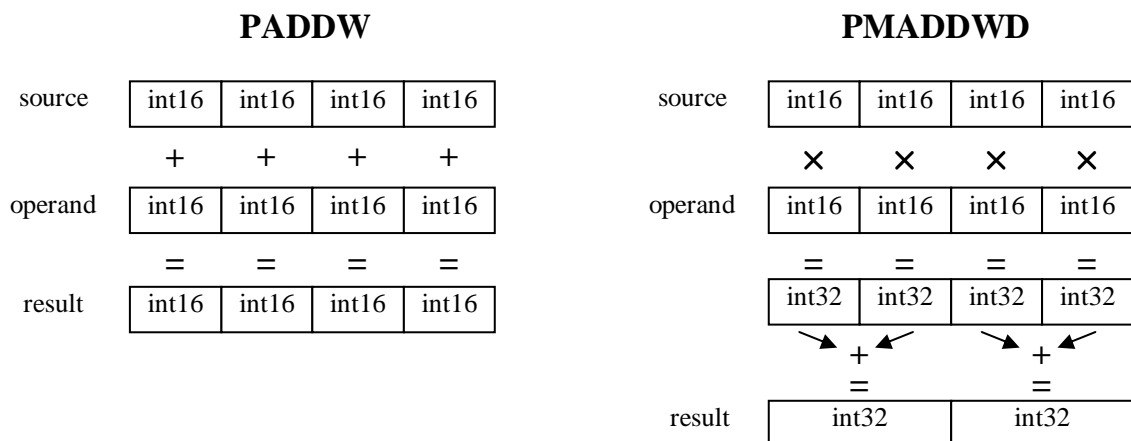 PADDW
source int16 int16 int16 int16
+ + + +
operand int16 int16 int16 int16
= = = =
result int16 int16 int16 int16
PMADDWD
source int16 int16 int16 int16
× × × ×
operand int16 int16 int16 int16
= = = =
int32 int32 int32 int32
+ +
= =
result int32 int32